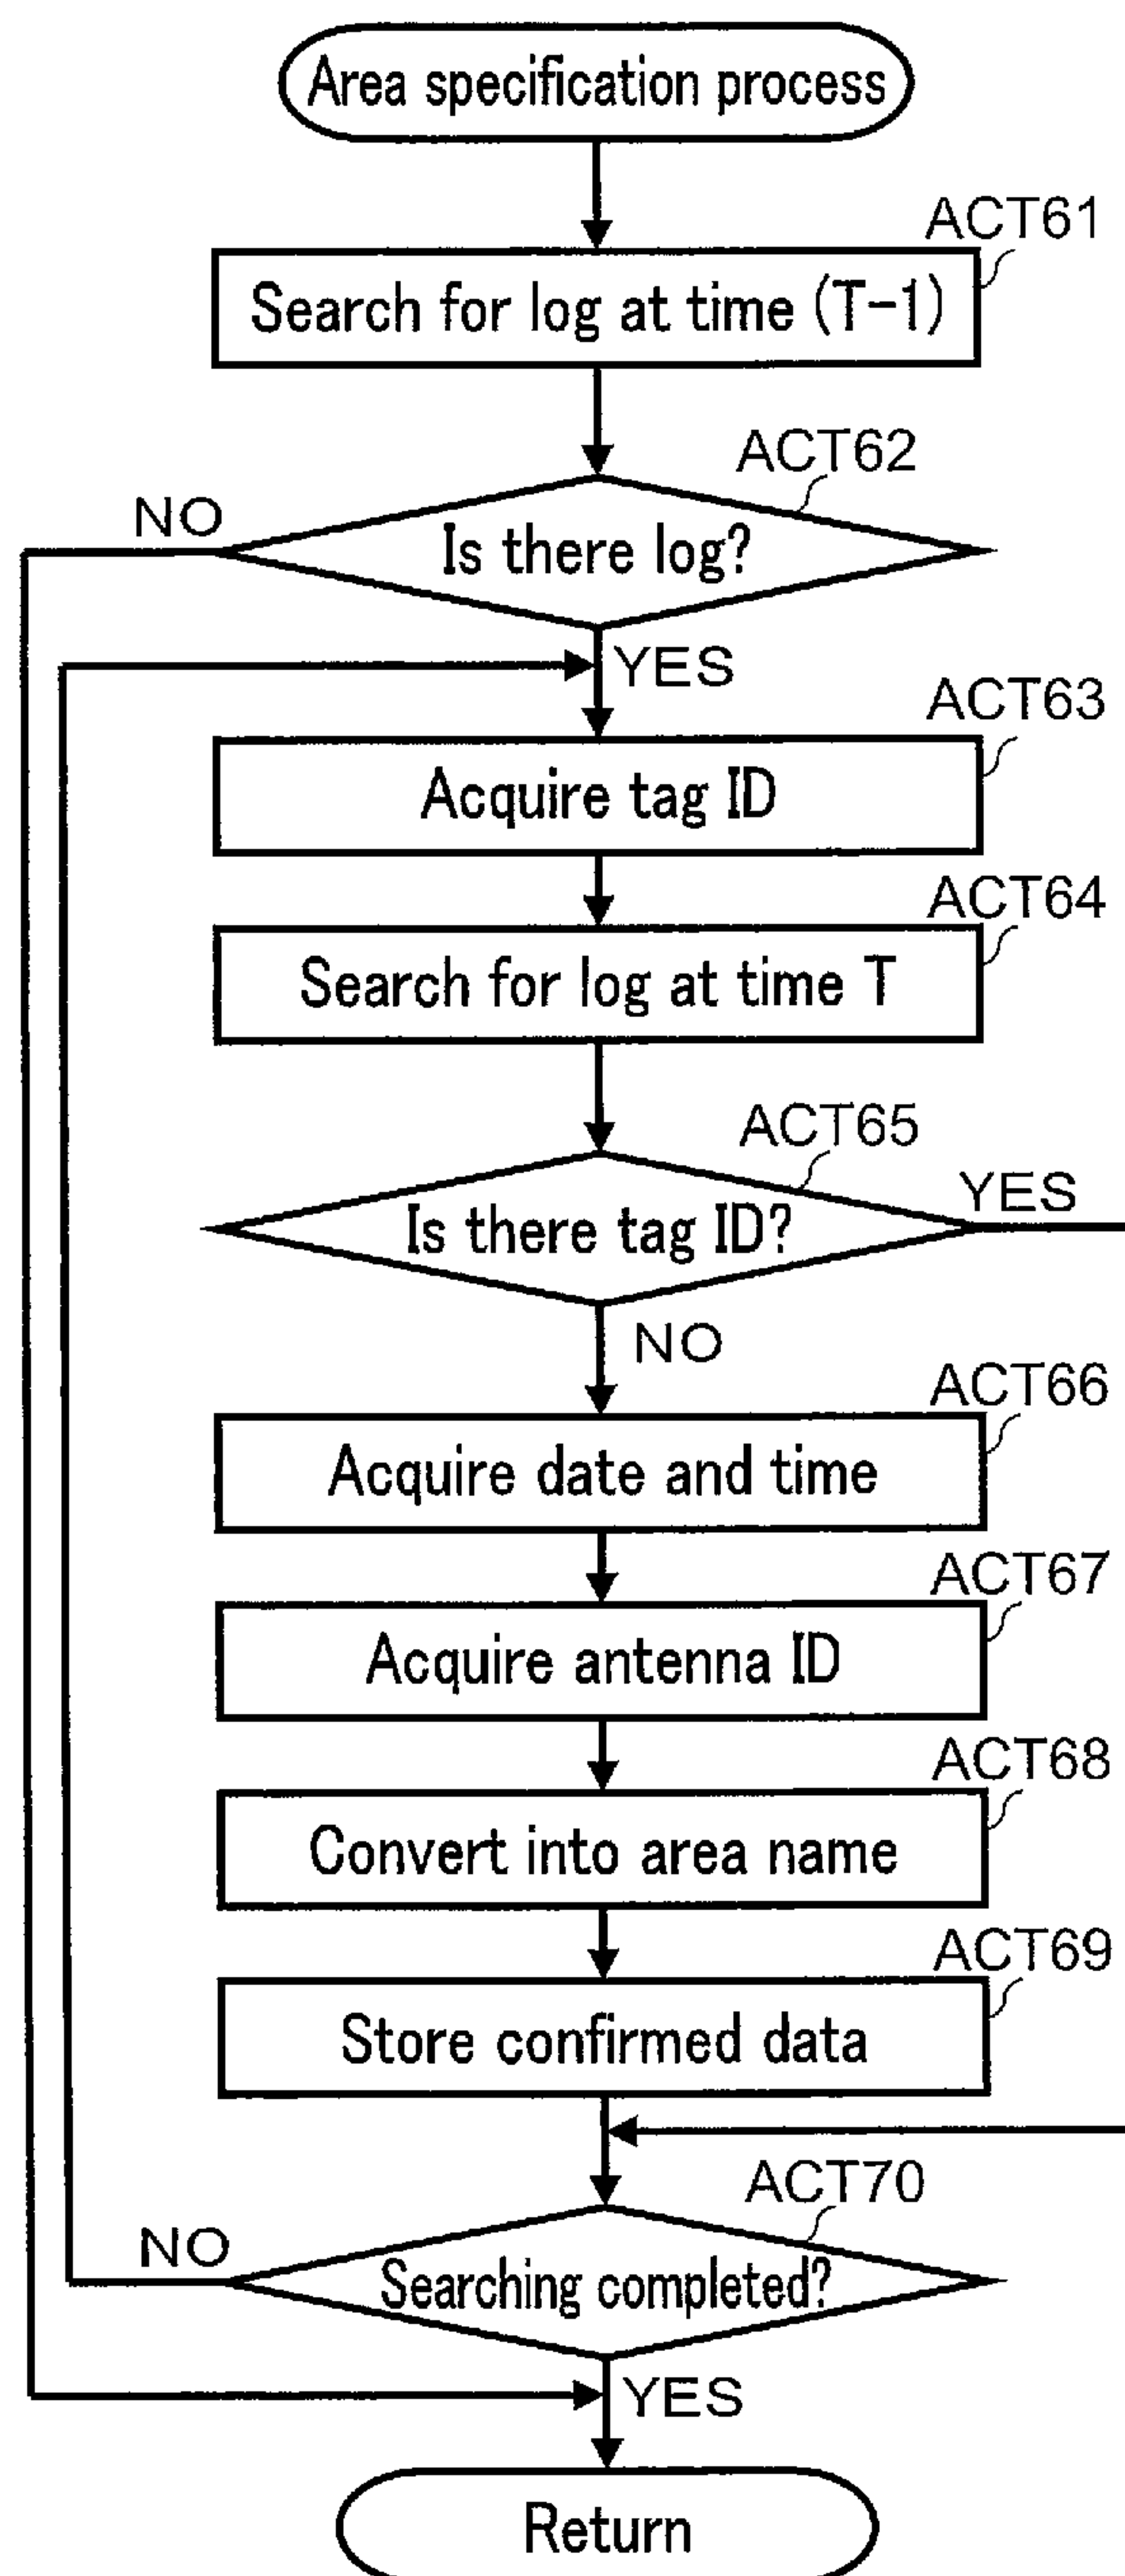 Area specification process
ACT61
Search for log at time (T-1)
ACT62
NO
Is there log?
YES
ACT63
Acquire tag ID
ACT64
Search for log at time T
ACT65
YES
Is there tag ID?
NO
ACT66
Acquire date and time
ACT67
Acquire antenna ID
ACT68
Convert into area name
ACT69
Store confirmed data
ACT70
NO
Searching completed?
YES
Return